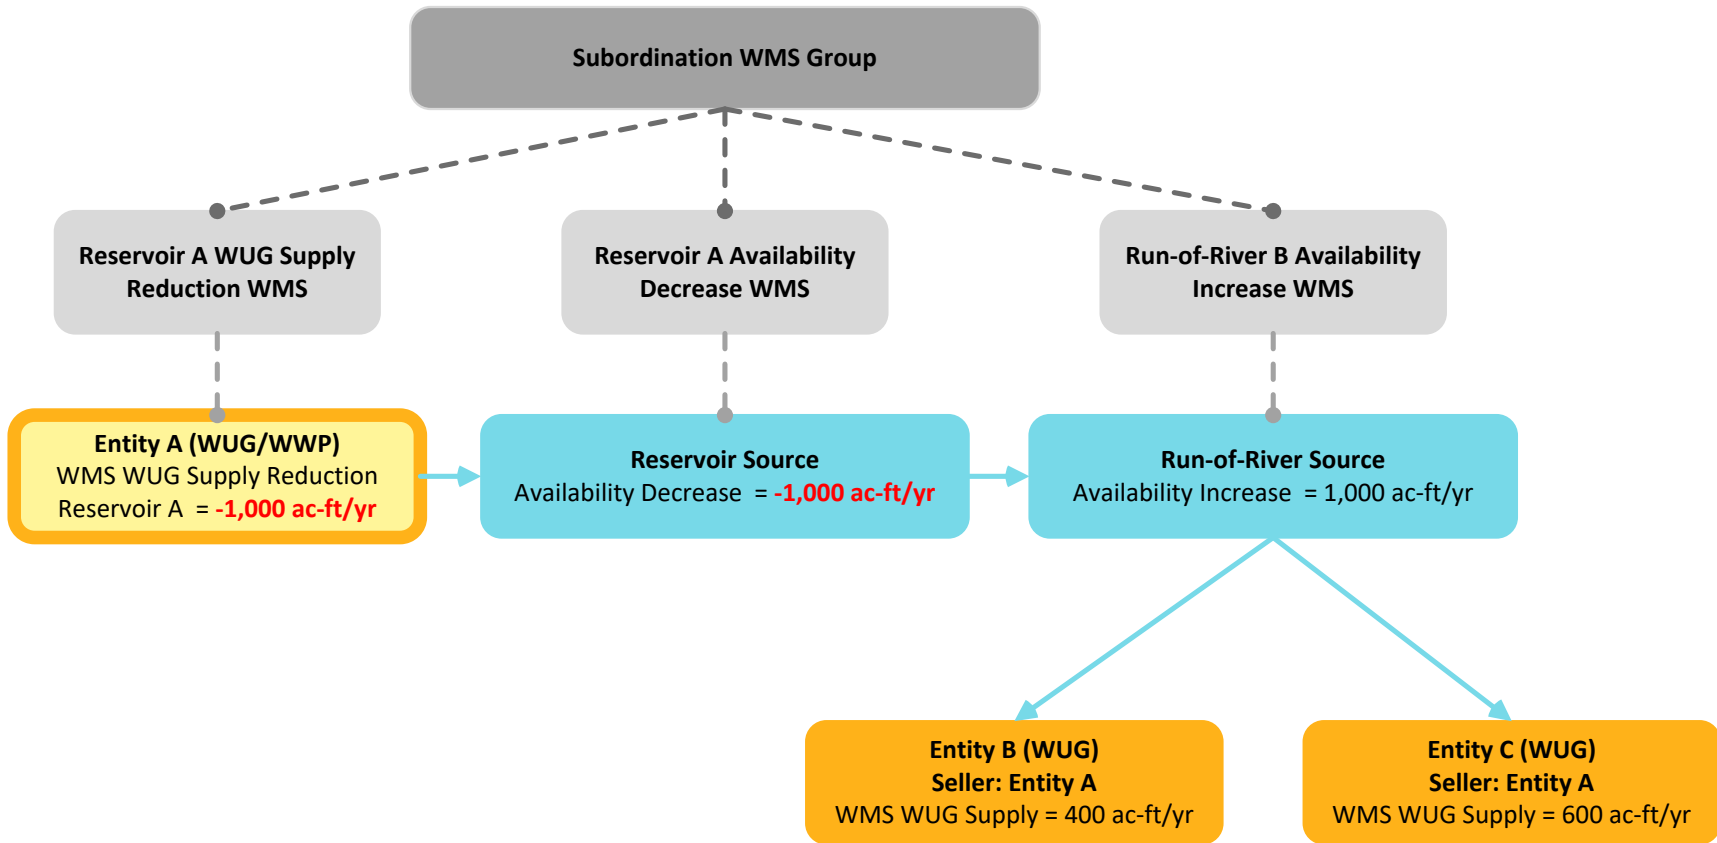 Subordination WMS Group
Reservoir A WUG Supply
Reduction WMS
Reservoir A Availability
Decrease WMS
Run-of-River B Availability
Increase WMS
Entity A (WUG/WWP)
WMS WUG Supply Reduction
Reservoir A = -1,000 ac-ft/yr
Reservoir Source
Availability Decrease = -1,000 ac-ft/yr
Run-of-River Source
Availability Increase = 1,000 ac-ft/yr
Entity B (WUG)
Seller: Entity A
WMS WUG Supply = 400 ac-ft/yr
Entity C (WUG)
Seller: Entity A
WMS WUG Supply = 600 ac-ft/yr